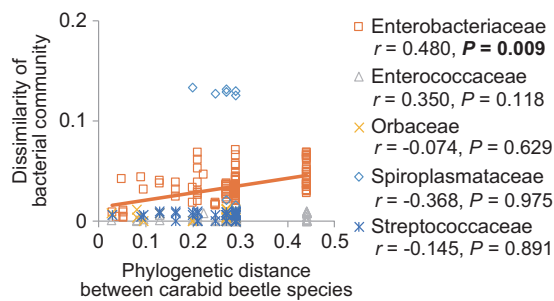 Dissimilarity of
bacterial community
0.2
0.1
0
0
0.1
0.2
0.3
0.4
0.5
Phylogenetic distance
between carabid beetle species
Enterobacteriaceae
r = 0.480, P = 0.009
Enterococcaceae
r = 0.350, P = 0.118
Orbaceae
r = -0.074, P = 0.629
Spiroplasmataceae
r = -0.368, P = 0.975
Streptococcaceae
r = -0.145, P = 0.891